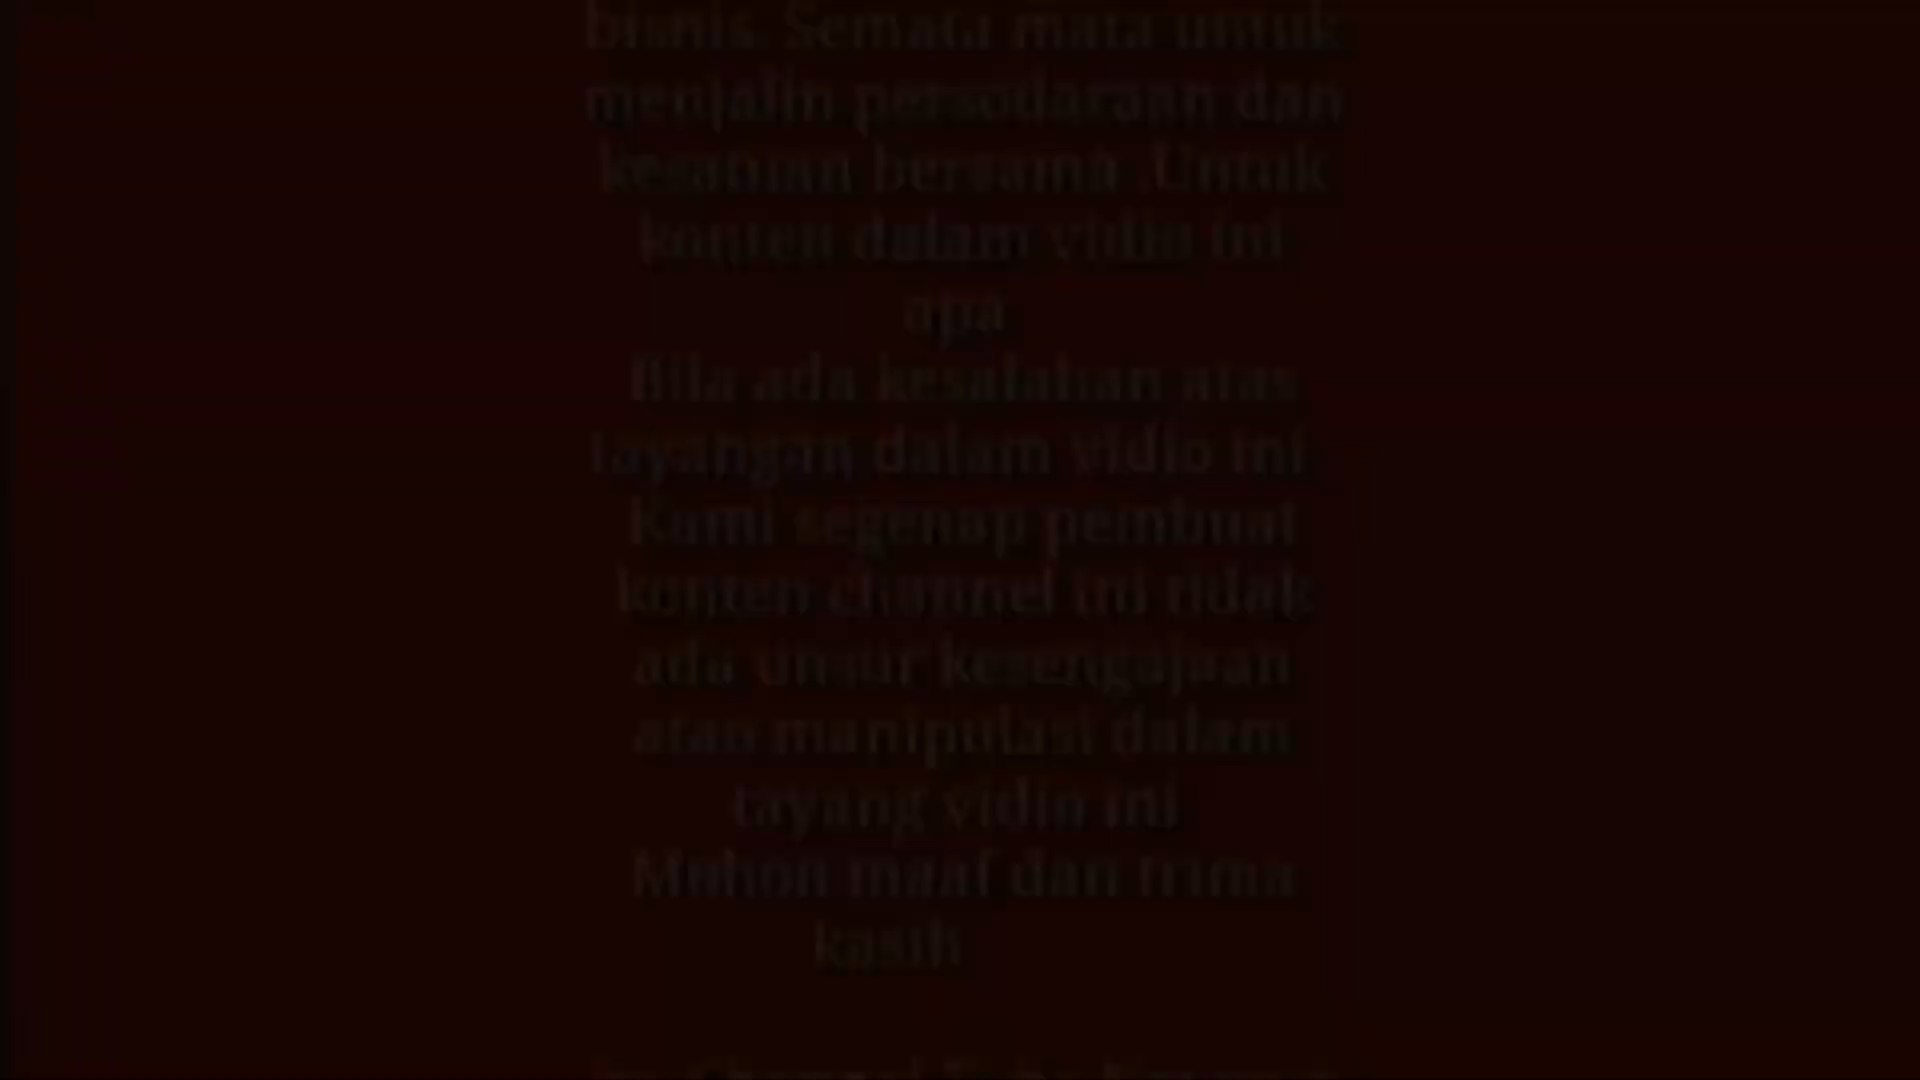 bisnis. Semata mata untuk
menjalin persodaraan dan
kesatuan bersama .Untuk
konten dalam vidio ini
apa
Bila ada kesalahan atas
tayangan dalam vidio ini
Kami segenap pembuat
konten channel ini tidak
ada unsur kesengajaan
atau manipulasi dalam
tayang vidio ini
Mohon maaf dan trima
kasih